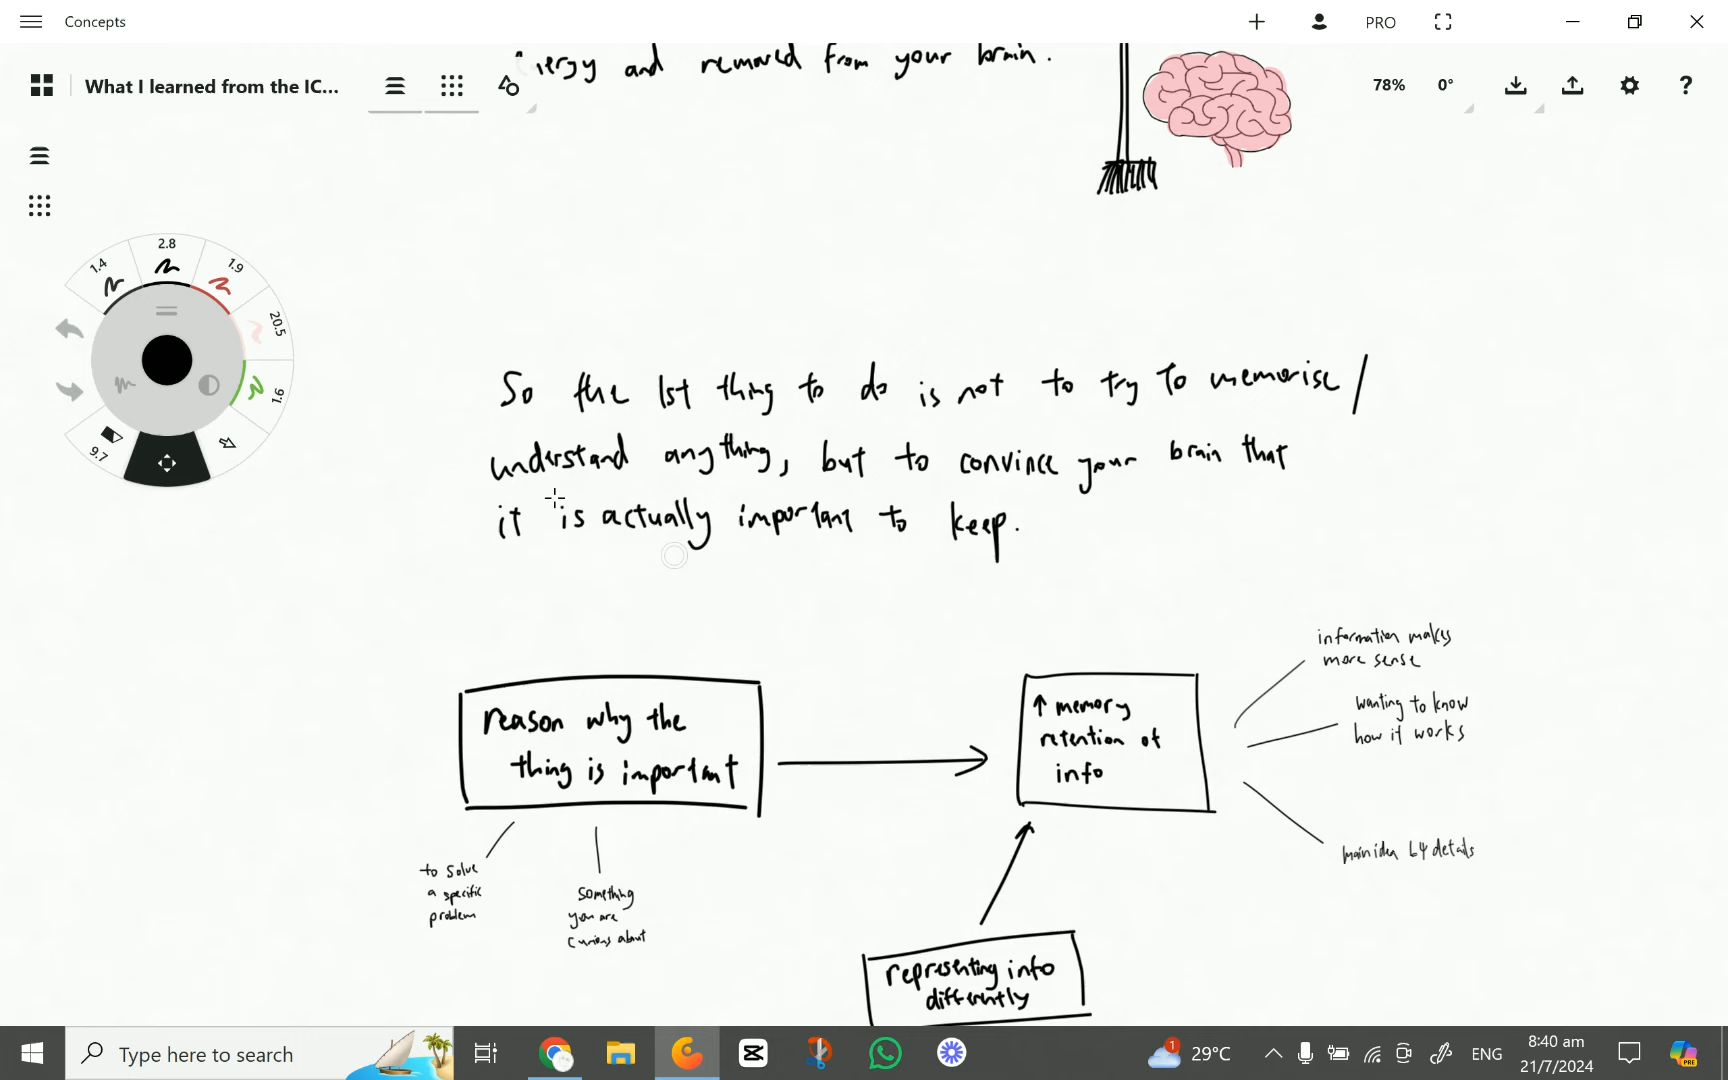 Concepts
PRO
What I learned from the IC...
78%
0°
and removed from your brain.
2.8
1.4
1.9
20.5
1.6
9.7
So the 1st thing to do is not to try to memorise/
understand anything, but to convince your brain that
it is actually important to keep.
reason why the
thing is important
to solve
a specific
problem
something
you are
curious about
↑ memory
retention of
info
information makes
more sense
wanting to know
how it works
main idea b4 details
representing info
differently
Type here to search
1
29°C
ENG
8:40 am
21/7/2024
PRE